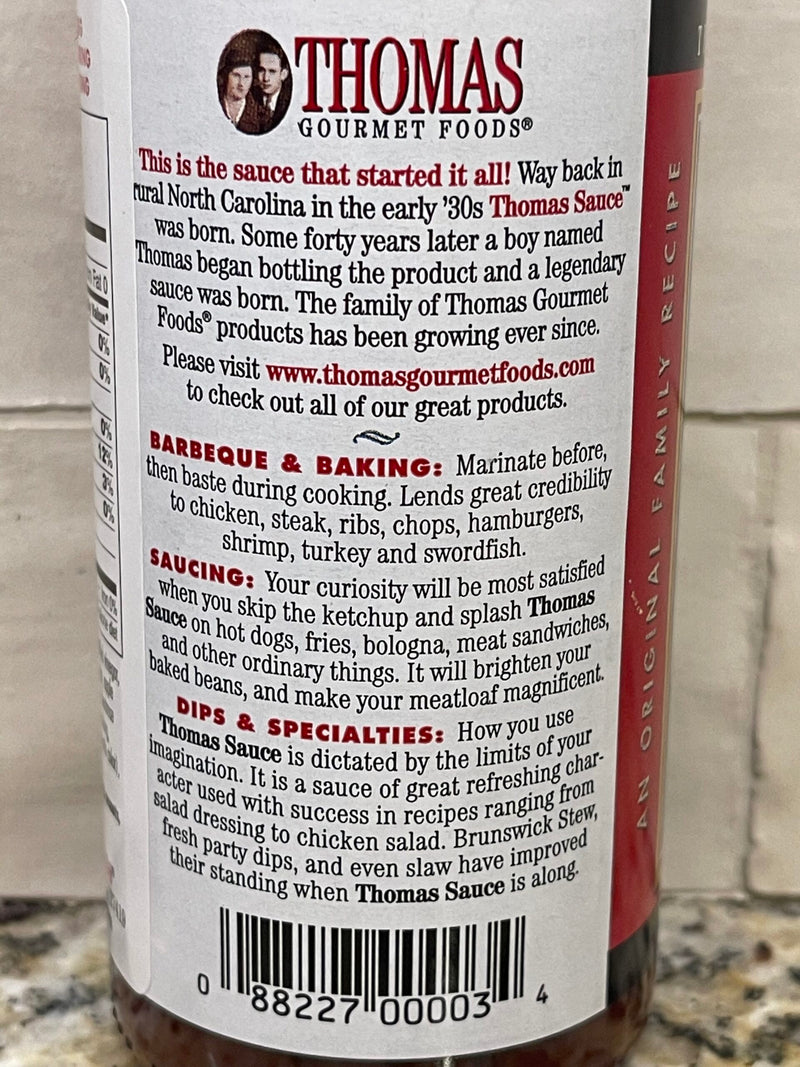 THOMAS
GOURMET FOODS®
This is the sauce that started it all! Way back in
rural North Carolina in the early '30s Thomas Sauce™
was born. Some forty years later a boy named
Thomas began bottling the product and a legendary
sauce was born. The family of Thomas Gourmet
Foods® products has been growing ever since.
Please visit www.thomasgourmetfoods.com
to check out all of our great products.
BARBEQUE & BAKING: Marinate before,
then baste during cooking. Lends great credibility
to chicken, steak, ribs, chops, hamburgers,
shrimp, turkey and swordfish.
SAUCING: Your curiosity will be most satisfied
when you skip the ketchup and splash Thomas
Sauce on hot dogs, fries, bologna, meat sandwiches,
and other ordinary things. It will brighten your
baked beans, and make your meatloaf magnificent.
DIPS & SPECIALTIES: How you use
Thomas Sauce is dictated by the limits of your
imagination. It is a sauce of great refreshing char-
acter used with success in recipes ranging from
salad dressing to chicken salad. Brunswick Stew,
fresh party dips, and even slaw have improved
their standing when Thomas Sauce is along.
0 88227 00003 4
AN ORIGINAL FAMILY RECIPE
Fat 0
0%
0%
0%
12%
3%
0%